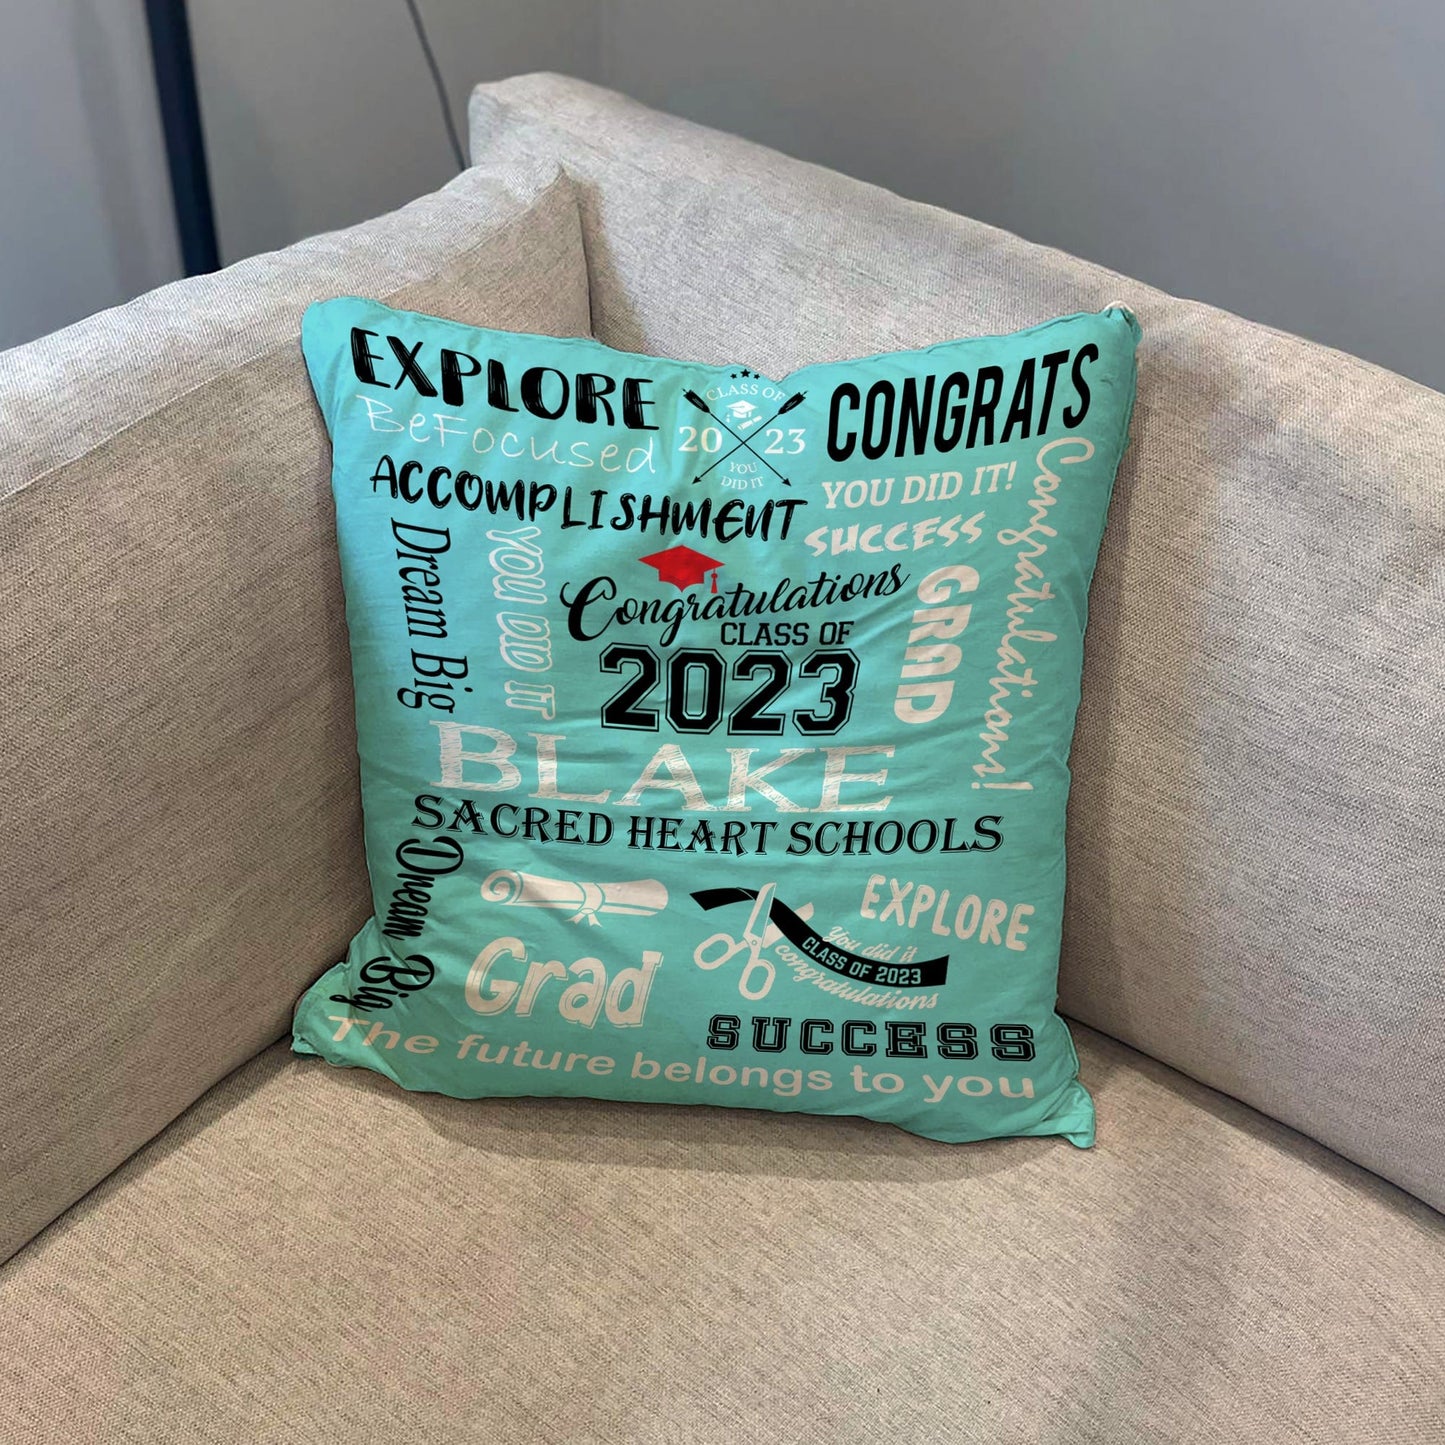 EXPLORE
BeFocused
CLASS OF
20 23
YOU
DID IT
CONGRATS
ACCOMPLISHMENT
YOU DID IT!
SUCCESS
Congratulations!
Dream Big
YOU DID IT
Congratulations
CLASS OF
2023
GRAD
BLAKE
SACRED HEART SCHOOLS
Dream Big
Grad
You did it
CLASS OF 2023
congratulations
EXPLORE
SUCCESS
The future belongs to you